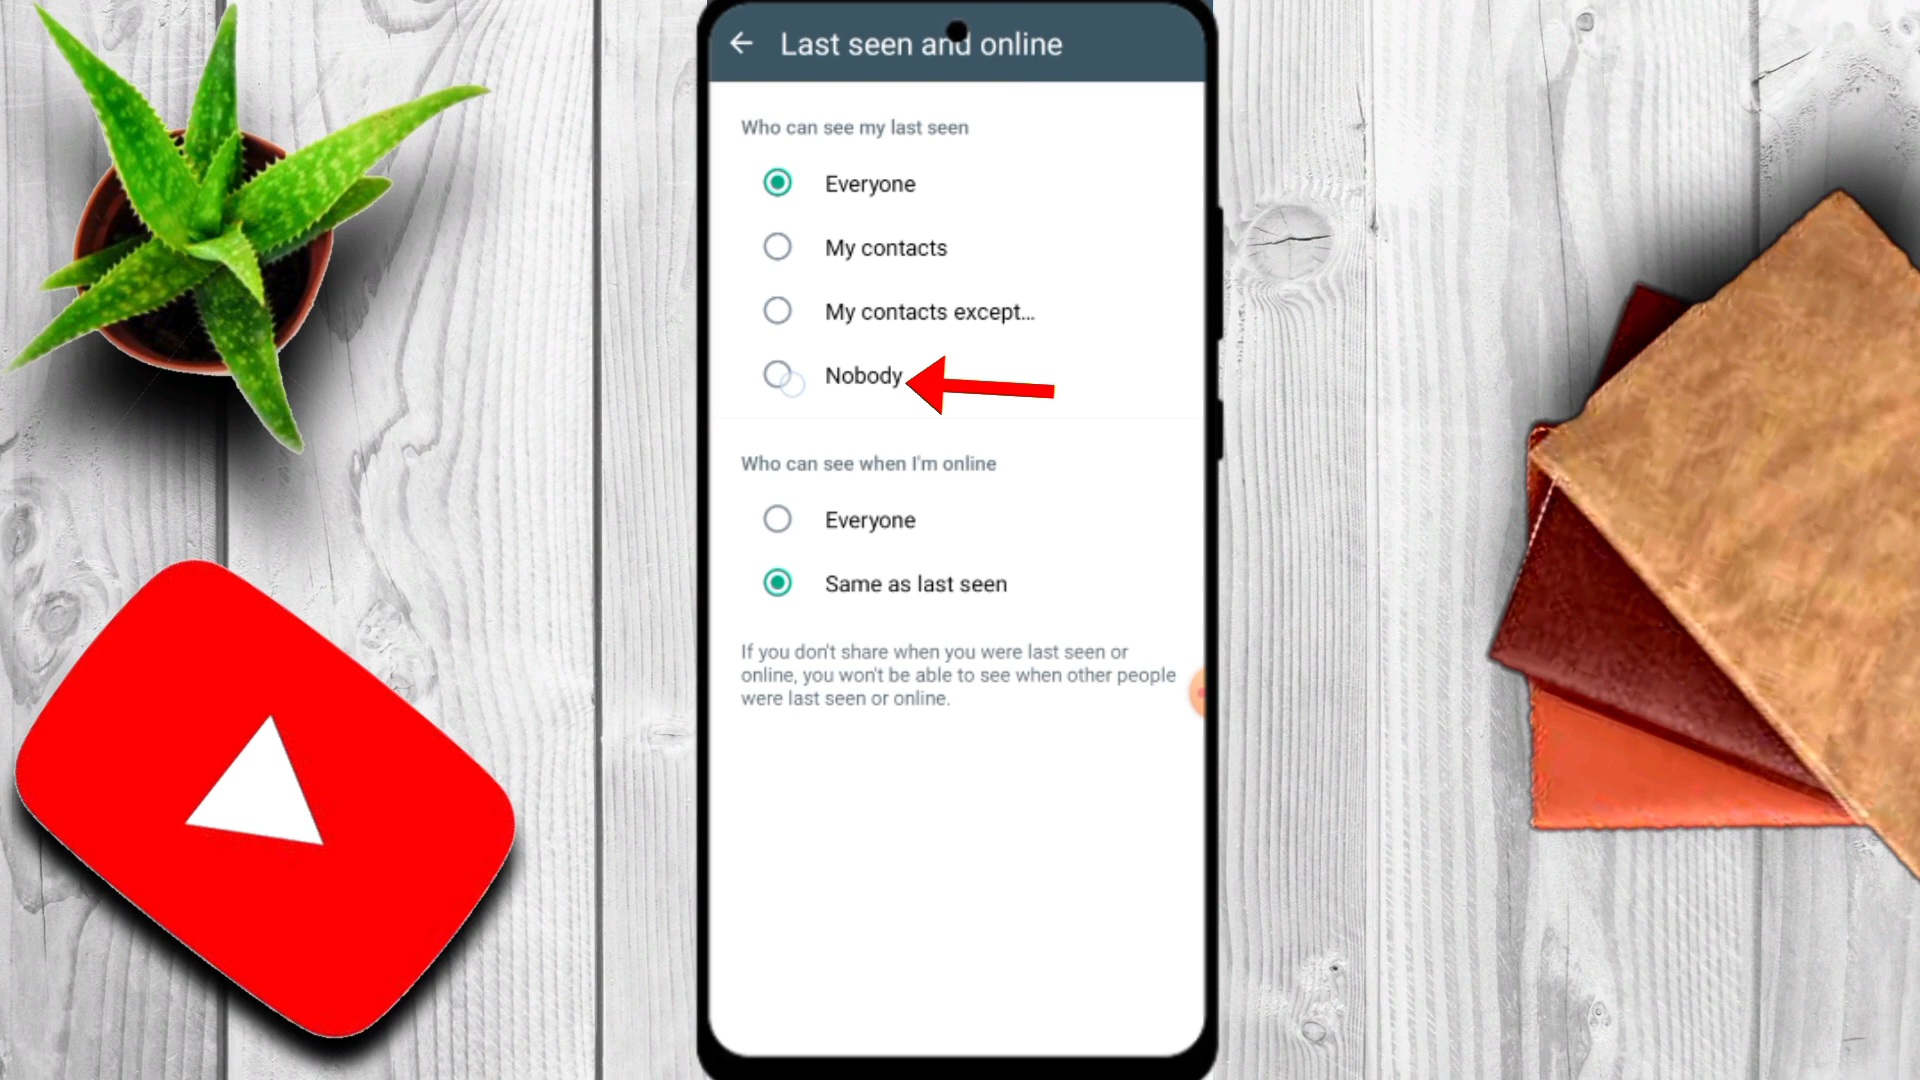 Last seen and online
Who can see my last seen
Everyone
My contacts
My contacts except...
Nobody
Who can see when I'm online
Everyone
Same as last seen
If you don't share when you were last seen or
online, you won't be able to see when other people
were last seen or online.